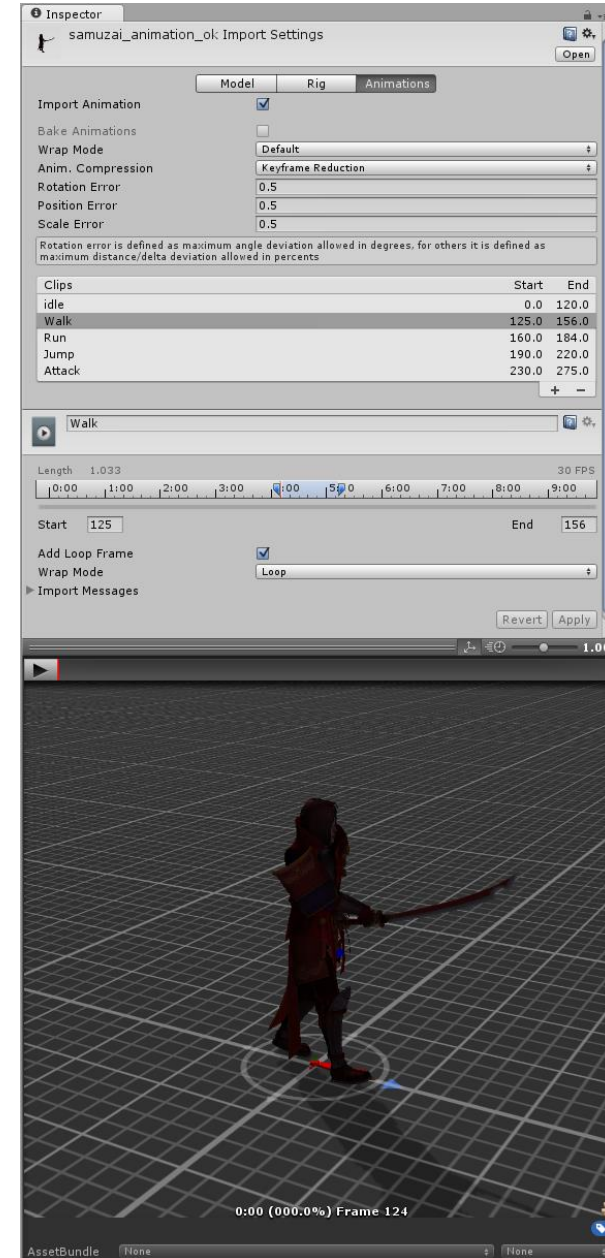 Inspector
samuzai_animation_ok Import Settings
Open
Model Rig Animations
Import Animation
Bake Animations
Wrap Mode Default
Anim. Compression Keyframe Reduction
Rotation Error 0.5
Position Error 0.5
Scale Error 0.5
Rotation error is defined as maximum angle deviation allowed in degrees, for others it is defined as
maximum distance/delta deviation allowed in percents
Clips Start End
idle 0.0 120.0
Walk 125.0 156.0
Run 160.0 184.0
Jump 190.0 220.0
Attack 230.0 275.0
+ −
Walk
Length 1.033 30 FPS
0:00 1:00 2:00 3:00 :00 5: 0 6:00 7:00 8:00 9:00
Start 125 End 156
Add Loop Frame
Wrap Mode Loop
Import Messages
Revert Apply
1.00
0:00 (000.0%) Frame 124
AssetBundle None None